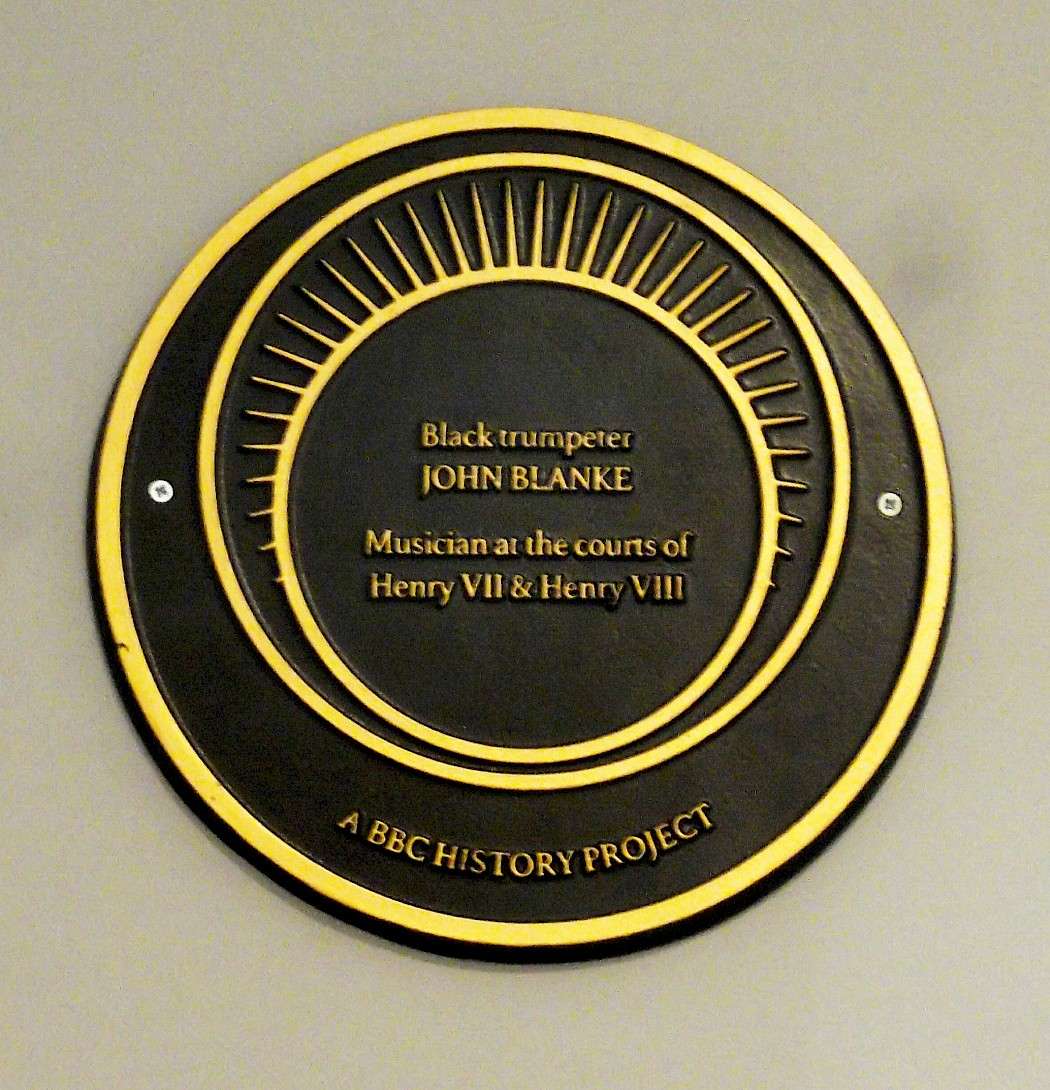 Black trumpeter
JOHN BLANKE
Musician at the courts of
Henry VII & Henry VIII
A BBC HISTORY PROJECT